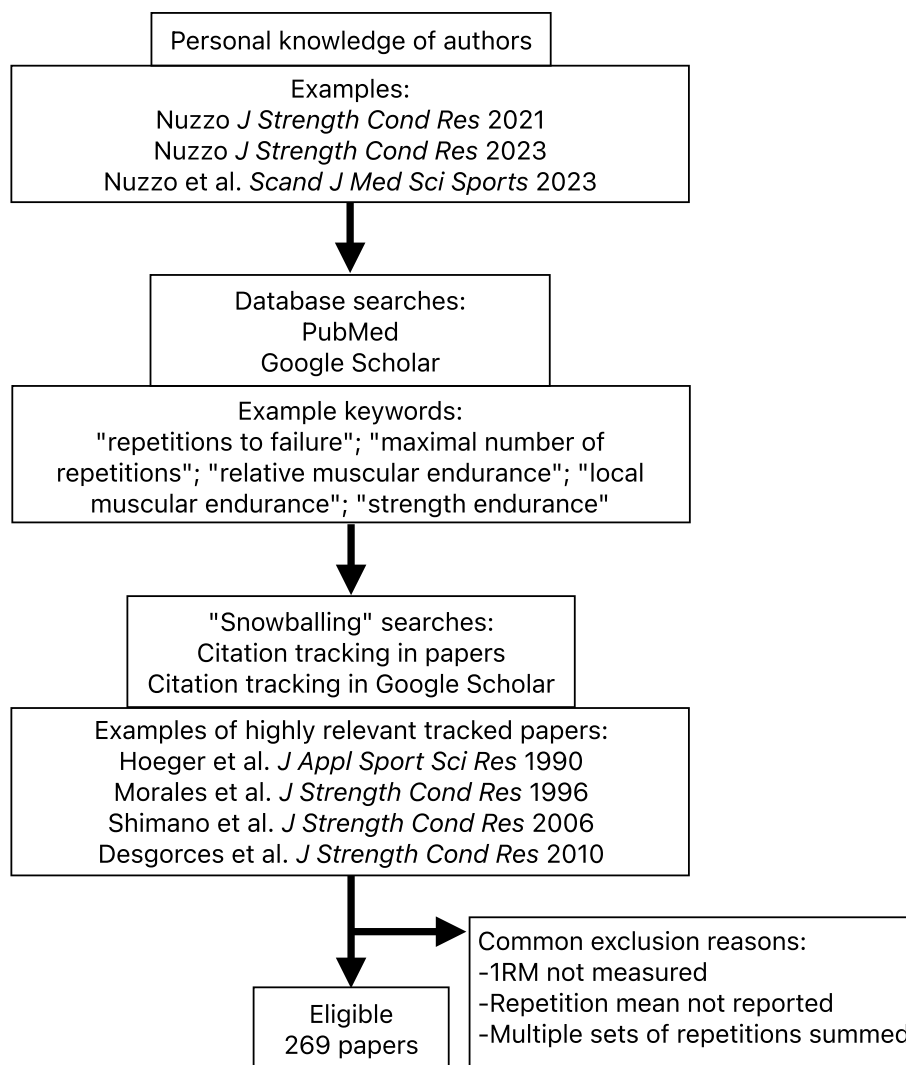 Personal knowledge of authors
Examples:
Nuzzo J Strength Cond Res 2021
Nuzzo J Strength Cond Res 2023
Nuzzo et al. Scand J Med Sci Sports 2023
Database searches:
PubMed
Google Scholar
Example keywords:
"repetitions to failure"; "maximal number of
repetitions"; "relative muscular endurance"; "local
muscular endurance"; "strength endurance"
"Snowballing" searches:
Citation tracking in papers
Citation tracking in Google Scholar
Examples of highly relevant tracked papers:
Hoeger et al. J Appl Sport Sci Res 1990
Morales et al. J Strength Cond Res 1996
Shimano et al. J Strength Cond Res 2006
Desgorces et al. J Strength Cond Res 2010
Common exclusion reasons:
-1RM not measured
-Repetition mean not reported
-Multiple sets of repetitions summed
Eligible
269 papers